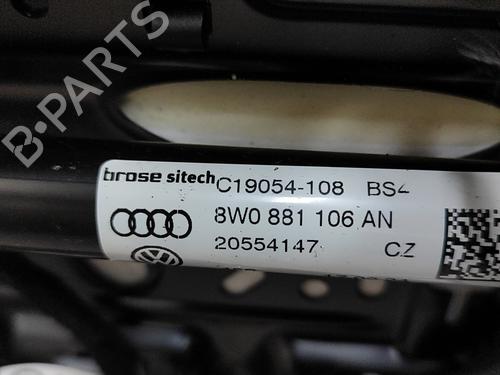 B-PARTS
brose sitech C19054-108 BS4
8W0 881 106 AN
20554147 CZ